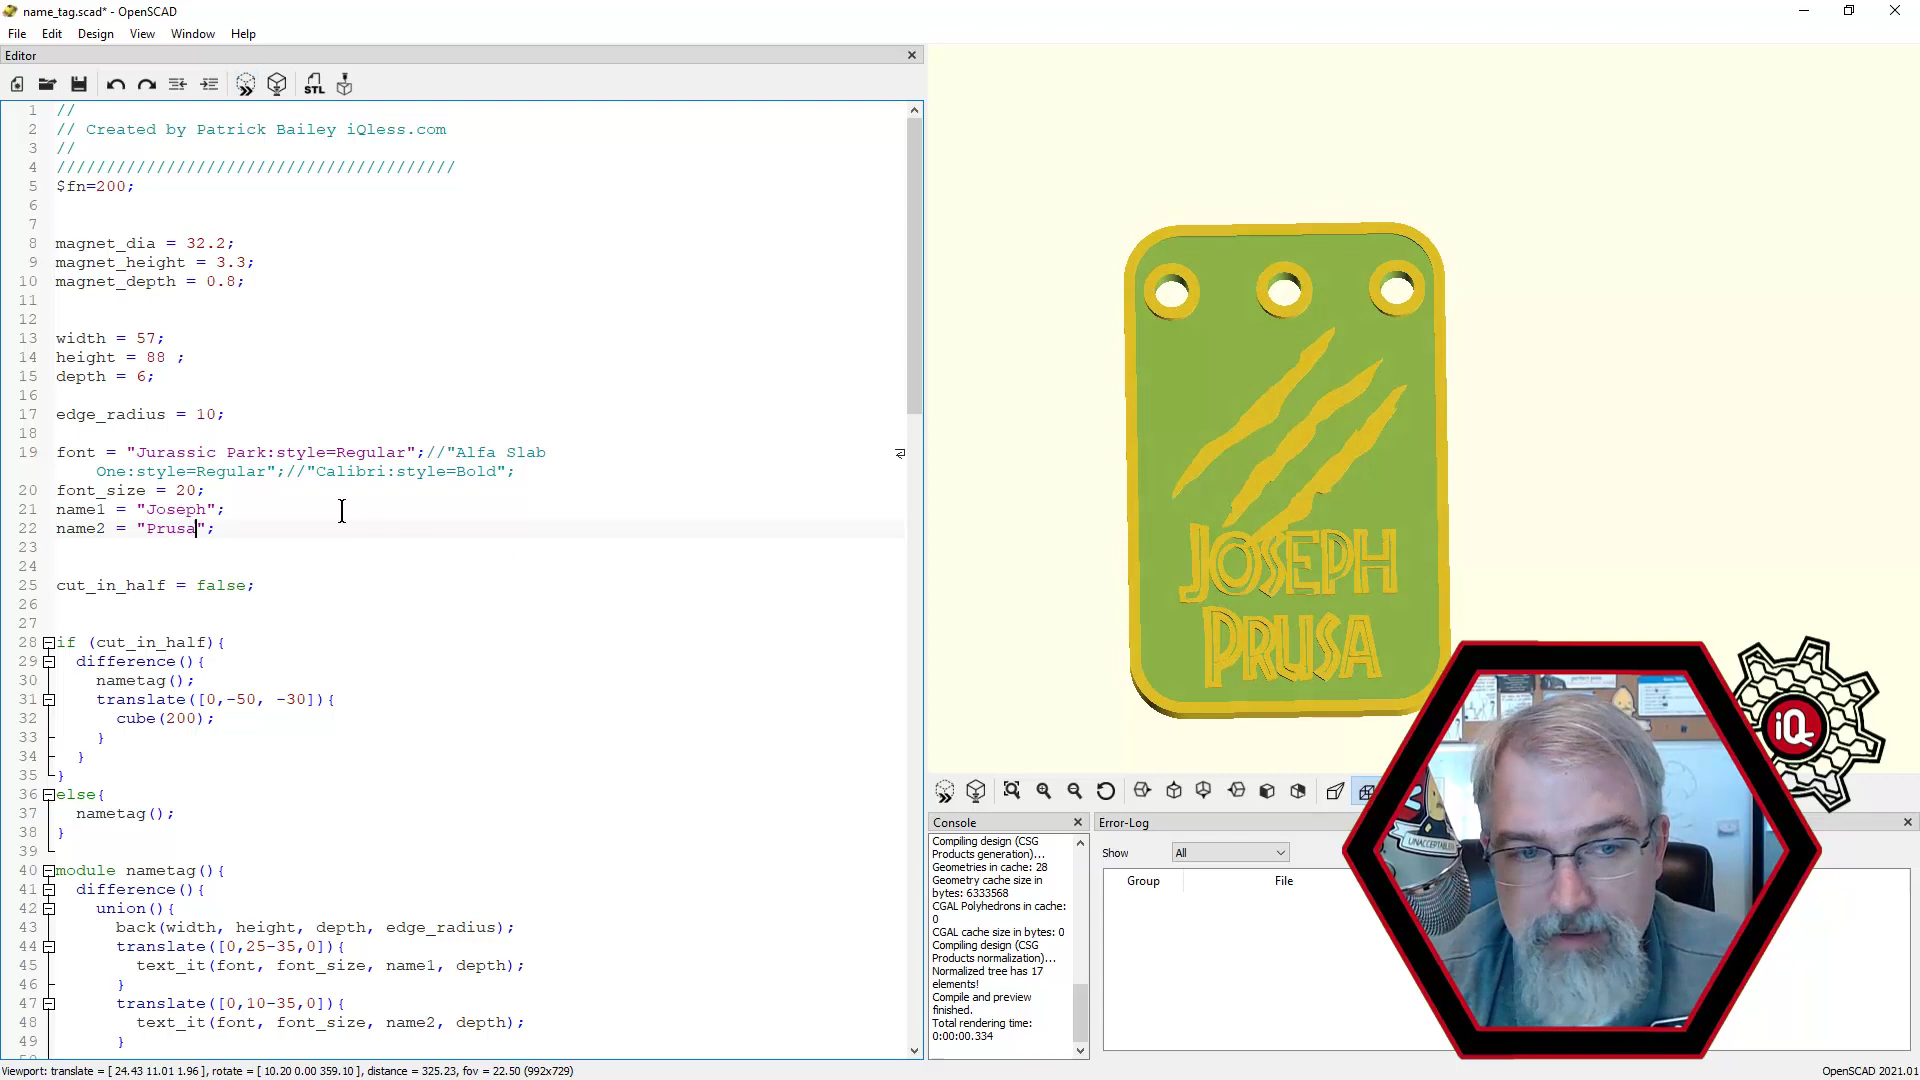 name_tag.scad* - OpenSCAD
File Edit Design View Window Help
Editor
STL
1 //
2 // Created by Patrick Bailey iQless.com
3 //
4 ////////////////////////////////////////
5 $fn=200;
6
7
8 magnet_dia = 32.2;
9 magnet_height = 3.3;
10 magnet_depth = 0.8;
11
12
13 width = 57;
14 height = 88 ;
15 depth = 6;
16
17 edge_radius = 10;
18
19 font = "Jurassic Park:style=Regular";//"Alfa Slab
One:style=Regular";//"Calibri:style=Bold";
20 font_size = 20;
21 name1 = "Joseph";
22 name2 = "Prusa";
23
24
25 cut_in_half = false;
26
27
28 if (cut_in_half){
29 difference(){
30 nametag();
31 translate([0,-50, -30]){
32 cube(200);
33 }
34 }
35 }
36 else{
37 nametag();
38 }
39
40 module nametag(){
41 difference(){
42 union(){
43 back(width, height, depth, edge_radius);
44 translate([0,25-35,0]){
45 text_it(font, font_size, name1, depth);
46 }
47 translate([0,10-35,0]){
48 text_it(font, font_size, name2, depth);
49 }
JOSEPH
PRUSA
Console
Compiling design (CSG
Products generation)...
Geometries in cache: 28
Geometry cache size in
bytes: 6333568
CGAL Polyhedrons in cache:
0
CGAL cache size in bytes: 0
Compiling design (CSG
Products normalization)...
Normalized tree has 17
elements!
Compile and preview
finished.
Total rendering time:
0:00:00.334
Error-Log
Show All
Group File
iQ
UNACCEPTABLE
Viewport: translate = [ 24.43 11.01 1.96 ], rotate = [ 10.20 0.00 359.10 ], distance = 325.23, fov = 22.50 (992x729)
OpenSCAD 2021.01